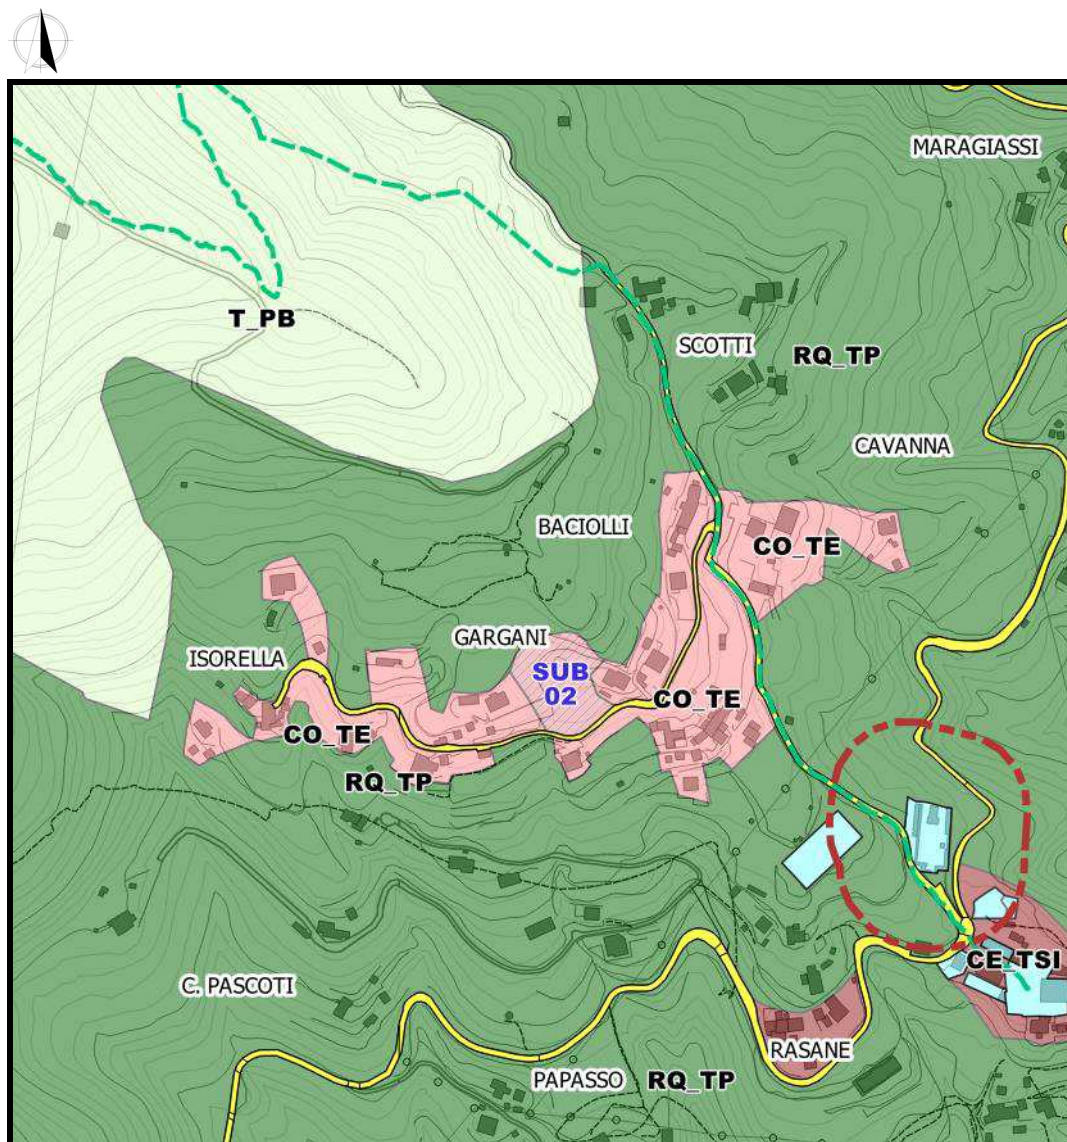 MARAGIASSI
T_PB
SCOTTI
RQ_TP
CAVANNA
BACIOLLI
CO_TE
GARGANI
ISORELLA
SUB
02
CO_TE
CO_TE
RQ_TP
CE_TSI
C. PASCOTI
RASANE
PAPASSO
RQ_TP